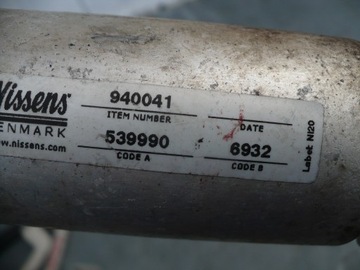 Nissens®
940041
ITEM NUMBER
DATE
ENMARK
539990
6932
CODE A
CODE B
w.nissens.com
Label NI20